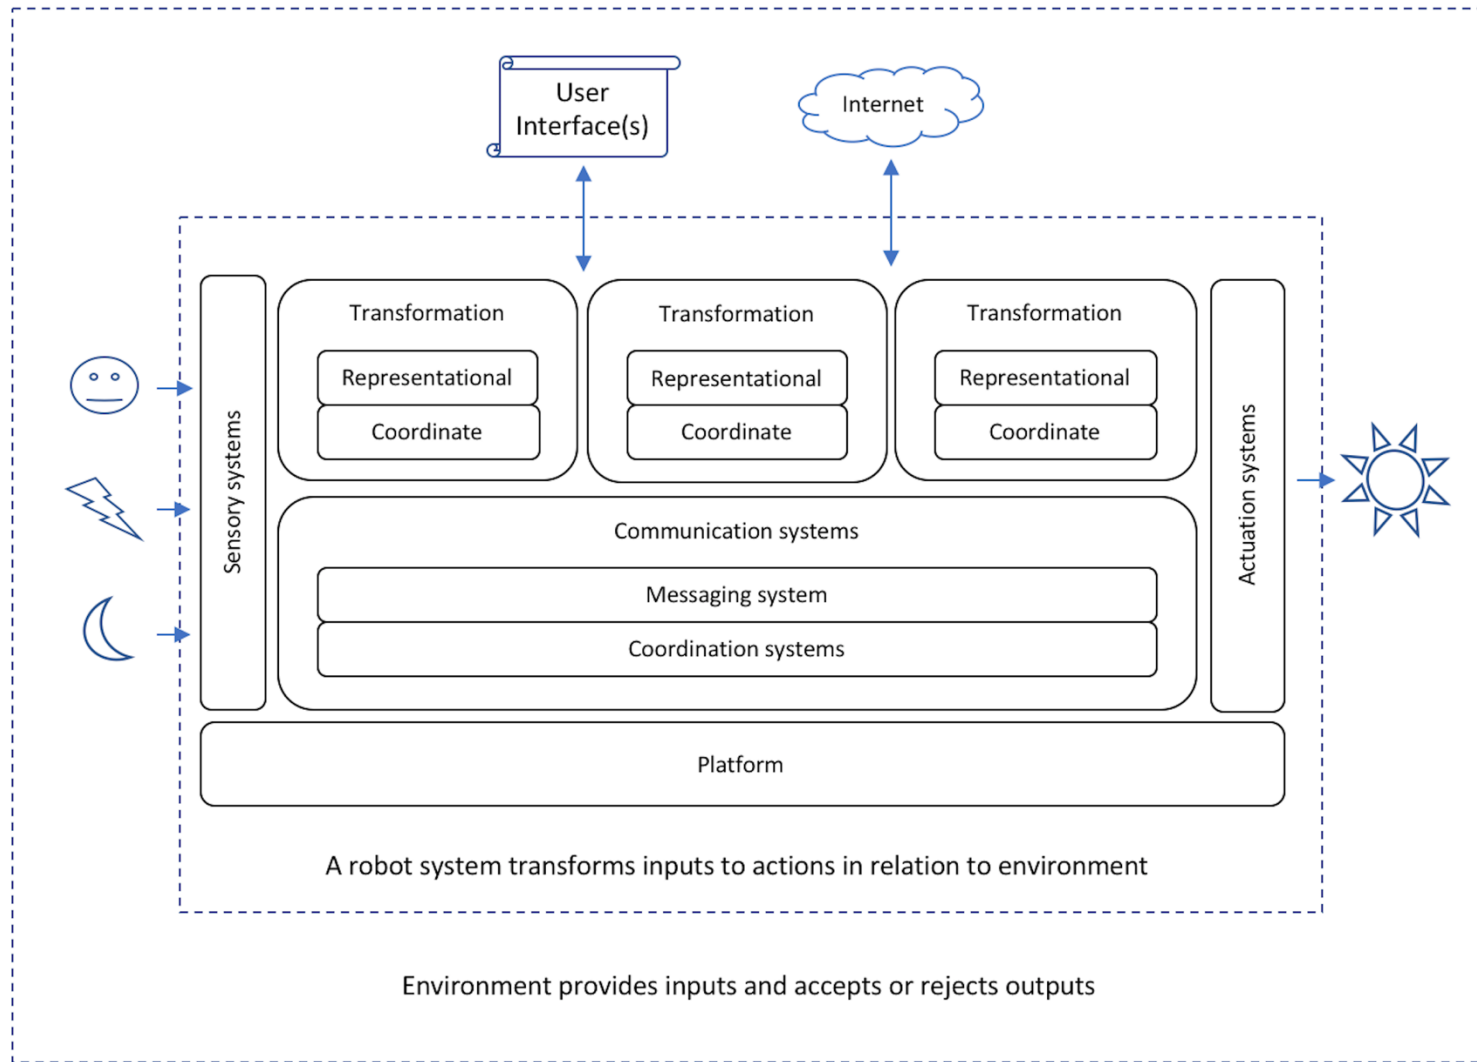 User
Interface(s)
Internet
Sensory systems
Transformation
Representational
Coordinate
Transformation
Representational
Coordinate
Transformation
Representational
Coordinate
Actuation systems
Communication systems
Messaging system
Coordination systems
Platform
A robot system transforms inputs to actions in relation to environment
Environment provides inputs and accepts or rejects outputs